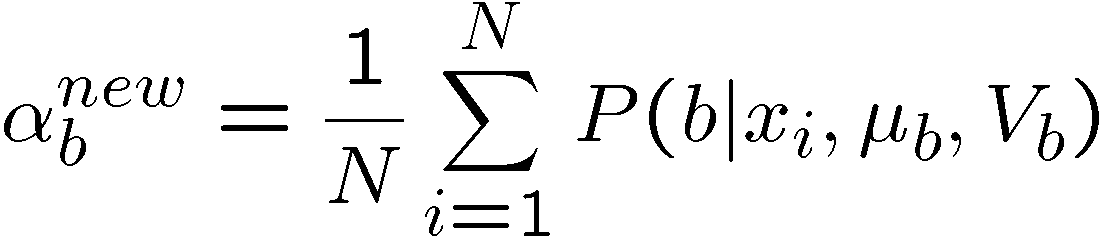 α_b^{new} = \frac{1}{N} \sum_{i=1}^{N} P(b|x_i, μ_b, V_b)